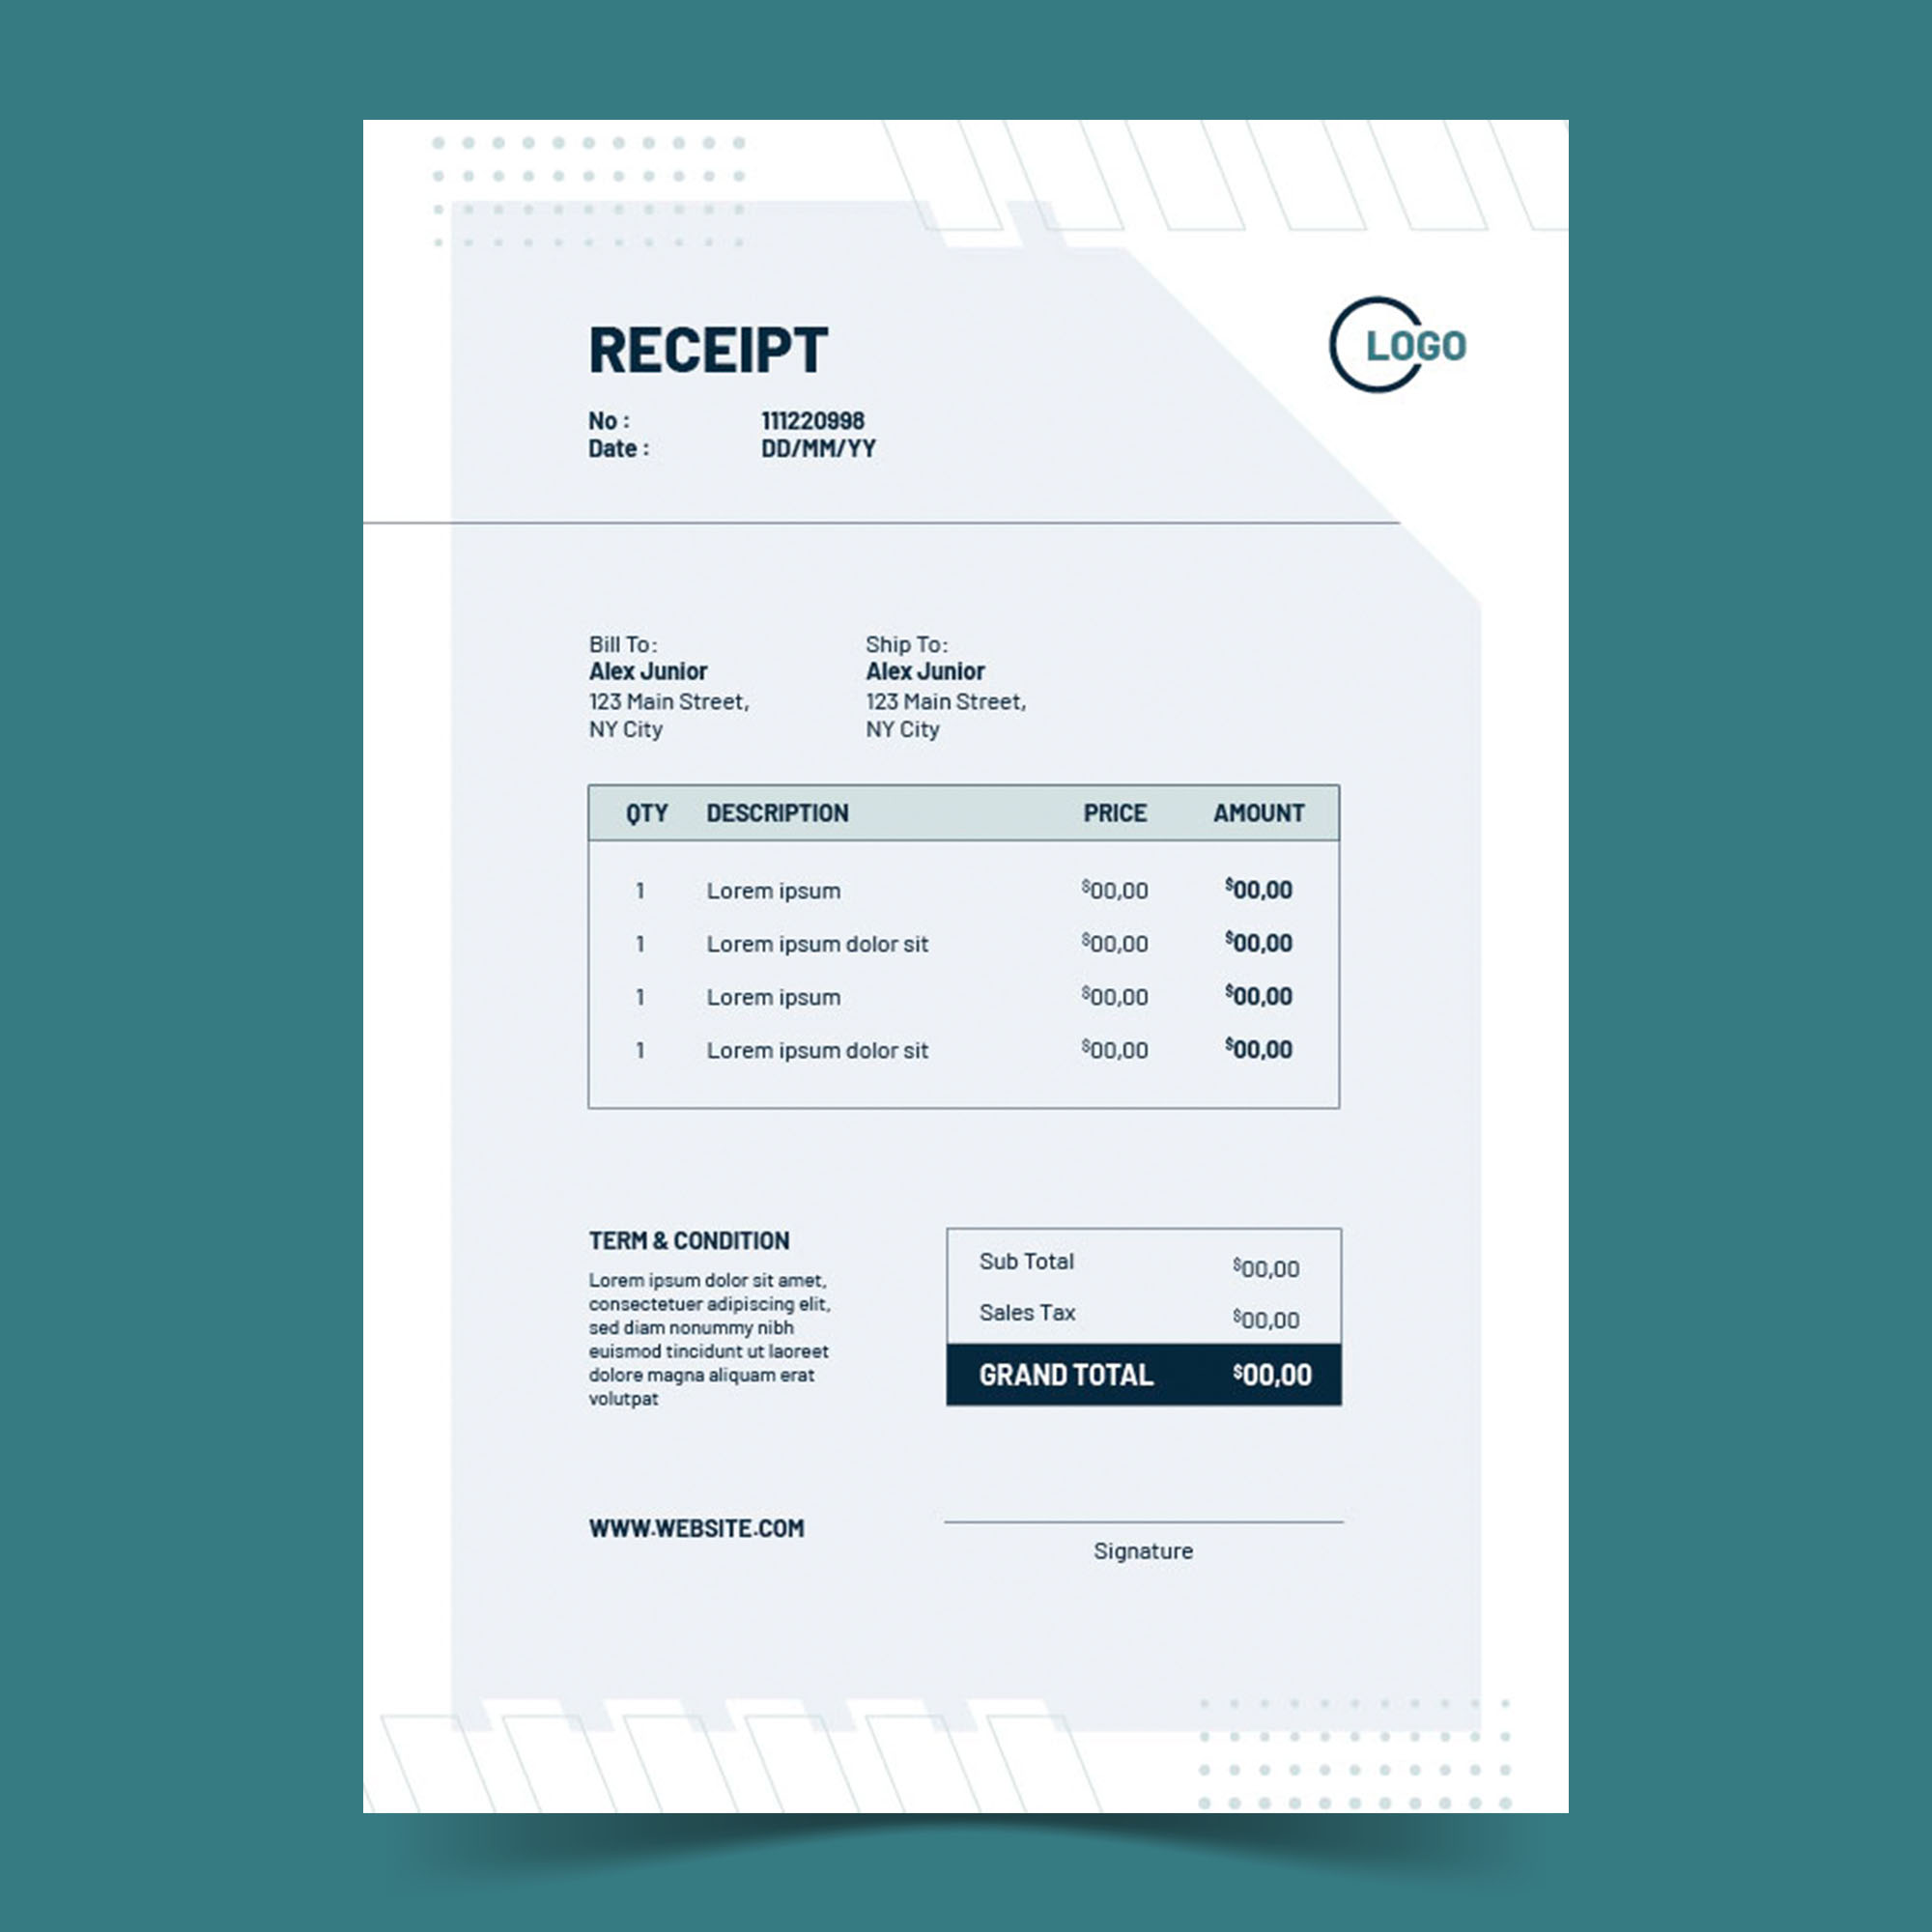 LOGO
RECEIPT
No : 111220998
Date : DD/MM/YY
Bill To: Ship To:
Alex Junior Alex Junior
123 Main Street, 123 Main Street,
NY City NY City
QTY DESCRIPTION PRICE AMOUNT
1 Lorem ipsum $00,00 $00,00
1 Lorem ipsum dolor sit $00,00 $00,00
1 Lorem ipsum $00,00 $00,00
1 Lorem ipsum dolor sit $00,00 $00,00
TERM & CONDITION
Lorem ipsum dolor sit amet,
consectetuer adipiscing elit,
sed diam nonummy nibh
euismod tincidunt ut laoreet
dolore magna aliquam erat
volutpat
Sub Total $00,00
Sales Tax $00,00
GRAND TOTAL $00,00
WWW.WEBSITE.COM
Signature